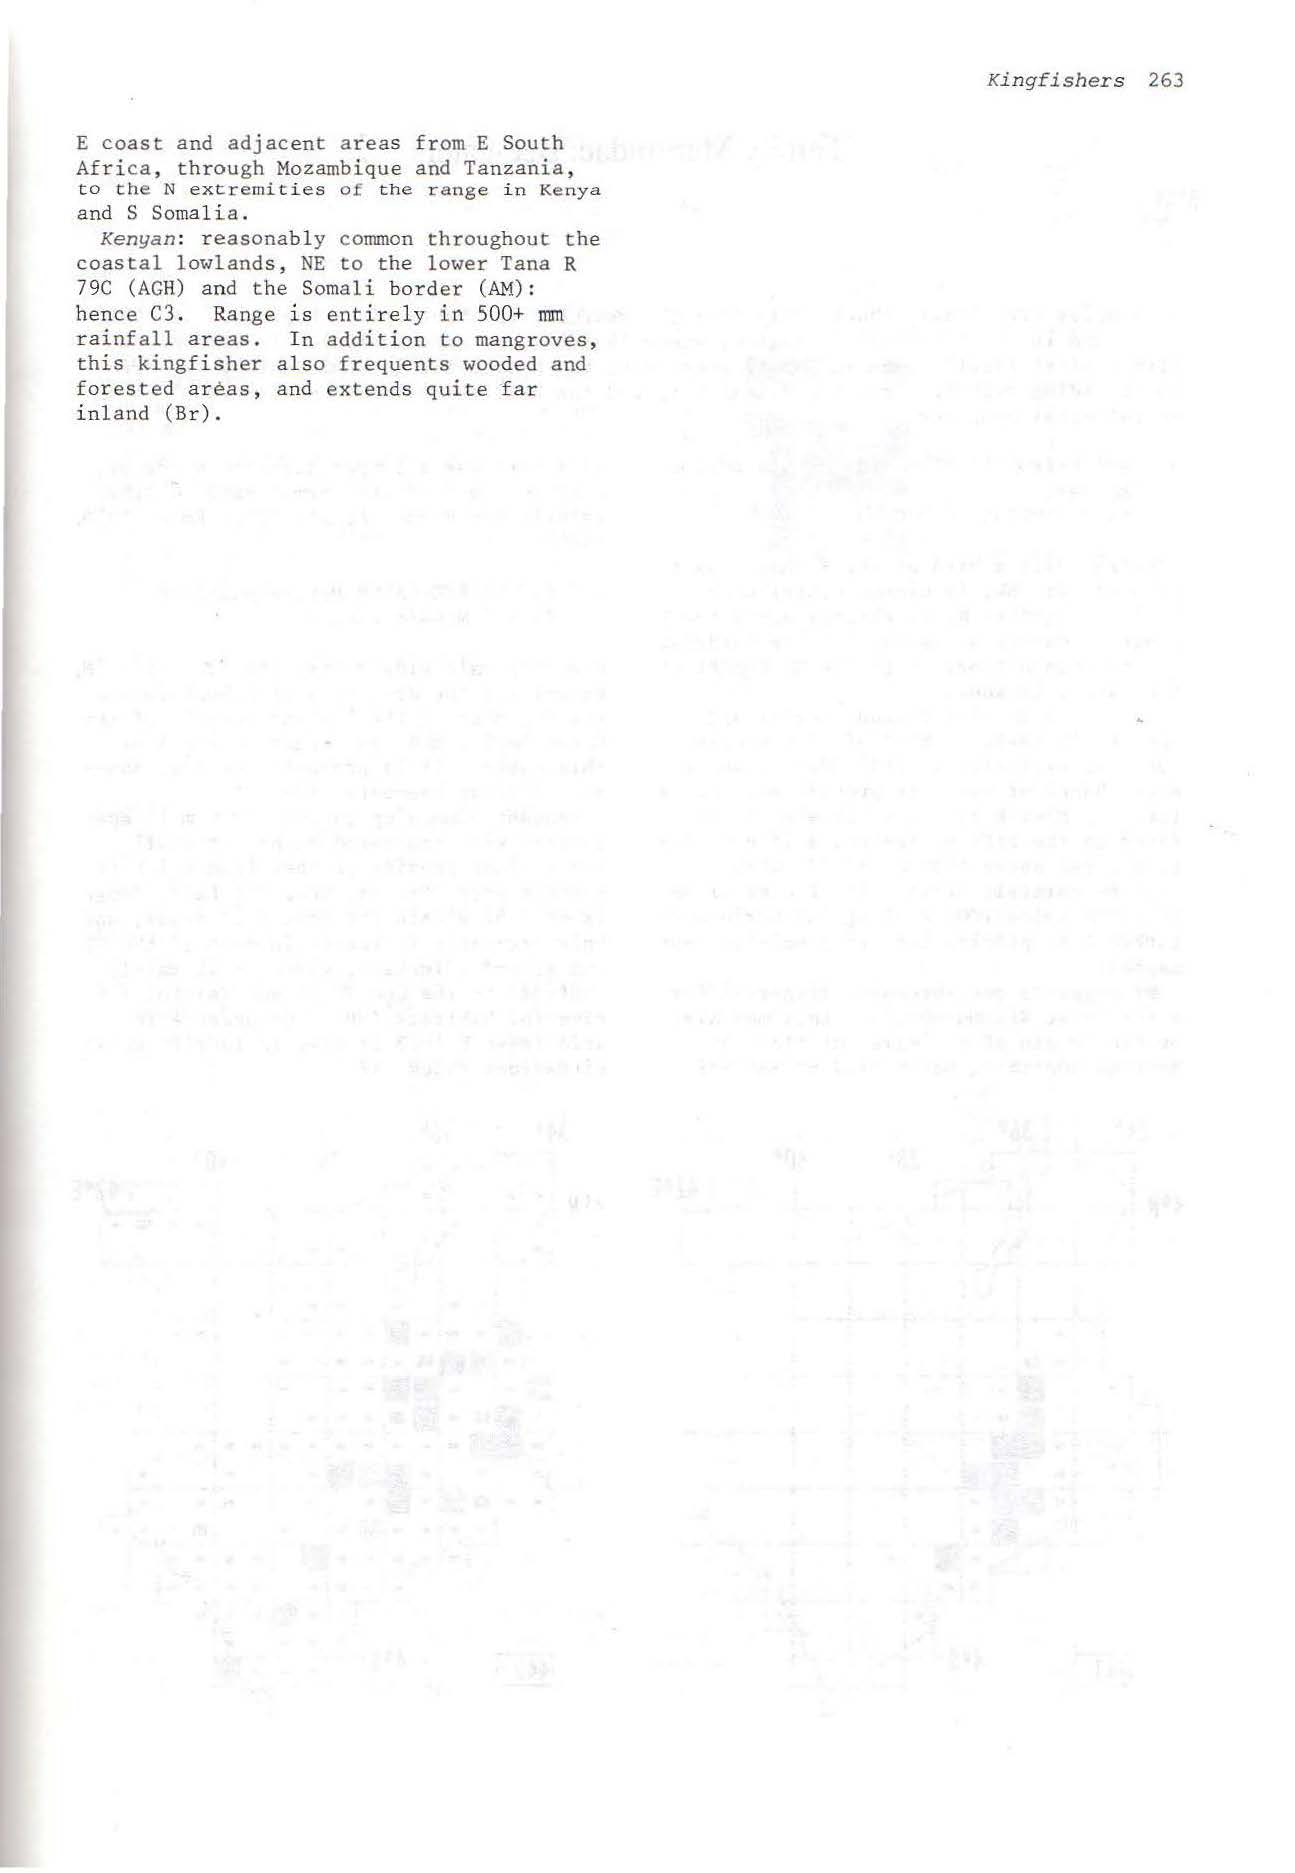 Kingfishers 263
E coast and adjacent areas from E South
Africa, through Mozambique and Tanzania,
to the N extremities of the range in Kenya
and S Somalia.
Kenyan: reasonably common throughout the
coastal lowlands, NE to the lower Tana R
79C (AGH) and the Somali border (AM):
hence C3. Range is entirely in 500+ mm
rainfall areas. In addition to mangroves,
this kingfisher also frequents wooded and
forested areas, and extends quite far
inland (Br).